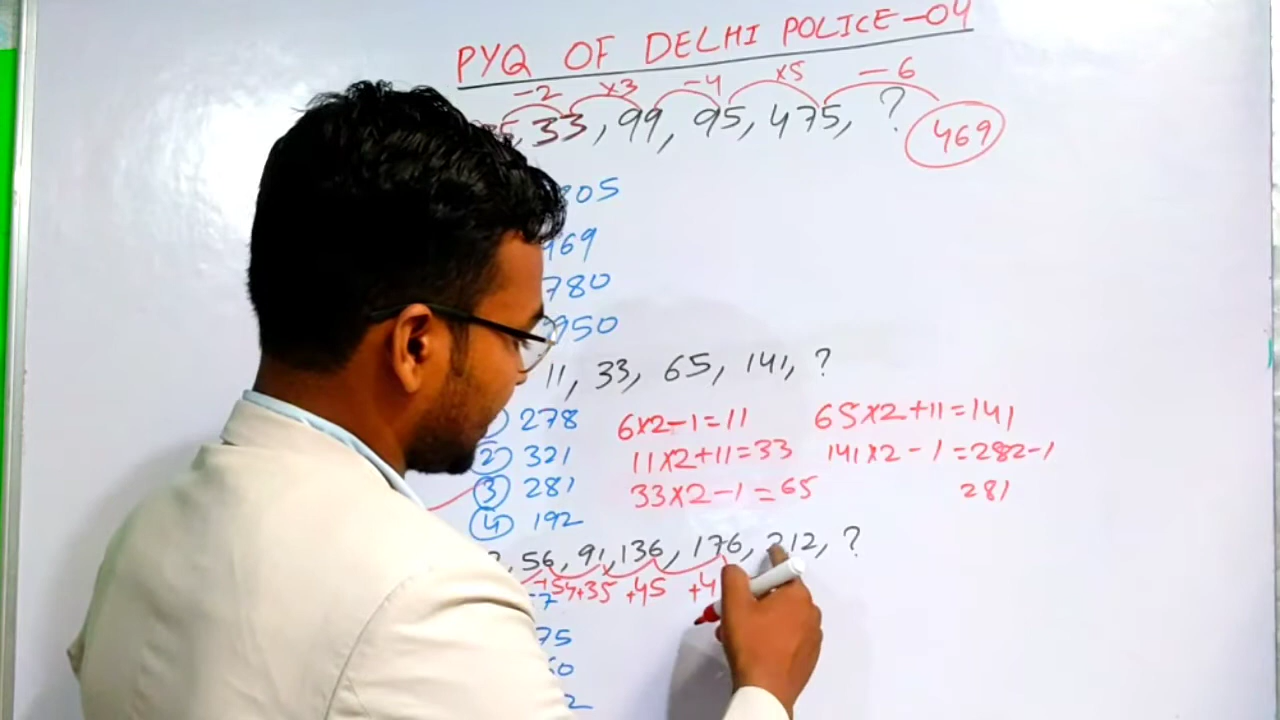 PYQ OF DELHI POLICE-04
-2 ×3 -4 ×5 -6
, 33, 99, 95, 475, ? 469
805
969
780
950
11, 33, 65, 141, ?
278 6×2-1=11 65×2+11=141
② 321 11×2+11=33 141×2-1=282-1
③ 281 33×2-1=65 281
④ 192
, 56, 91, 136, 176, 212, ?
+35 +45 +4
75